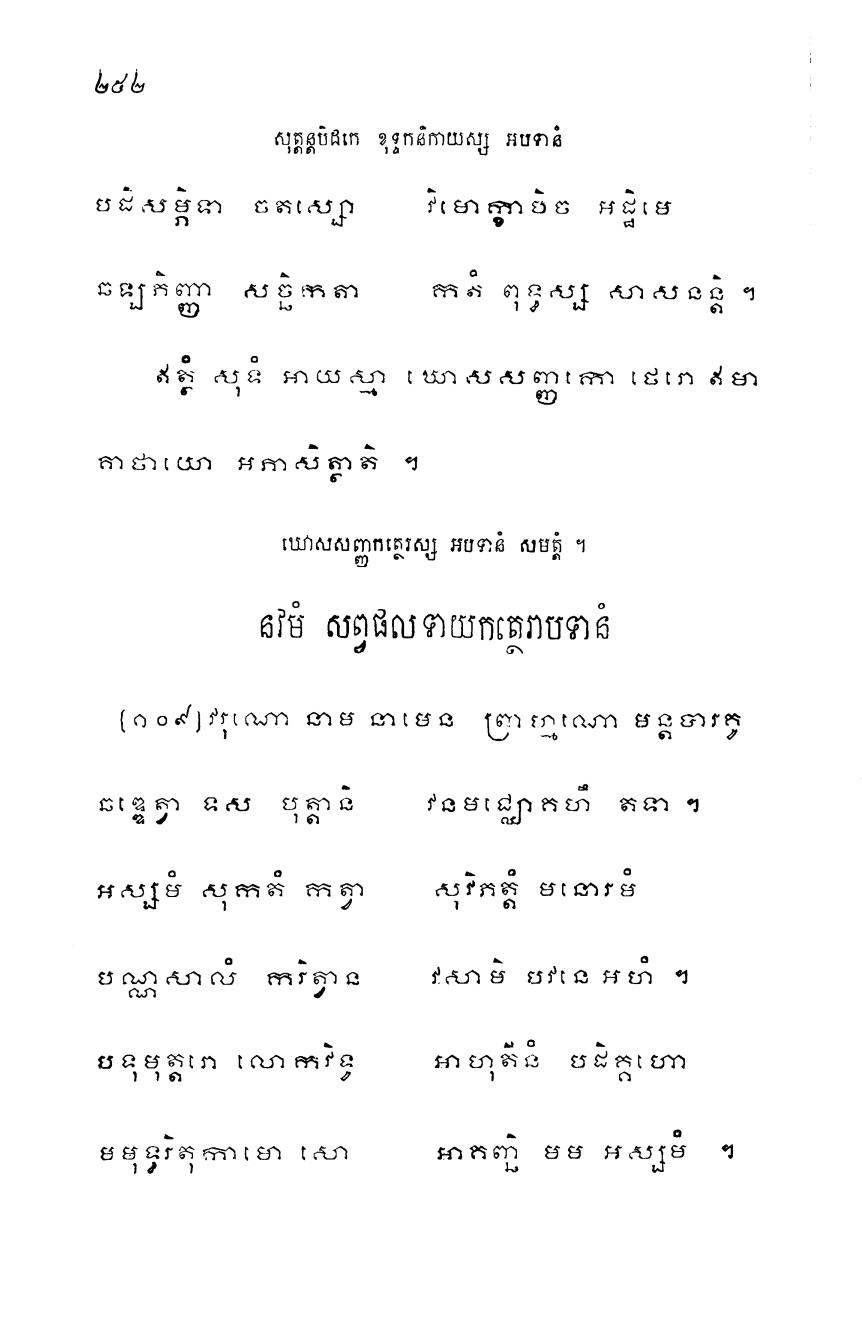 ២៥២
សុត្តន្តបិដកេ ខុទ្ទកនិកាយស្ស អបទានំ
បដិសម្ភិទា ចតស្សោ វិមោក្ខាបិច អដ្ឋិមេ
ឆឡភិញ្ញា សច្ឆិកតា កតំ ពុទ្ធស្ស សាសនន្តិ ។
ឥត្ថំ សុទំ អាយស្មា ឃោសសញ្ញកោ ថេរោ ឥមា
គាថាយោ អភាសិត្ថាតិ ។
ឃោសសញ្ញកត្ថេរស្ស អបទានំ សមត្តំ ។
នវមំ សព្វផលទាយកត្ថេរាបទានំ
[១០៩] វរុណោ នាម នាមេន ព្រាហ្មណោ មន្តបារគូ
ឆឌ្ឌេត្វា ទស បុត្តានិ វនមជ្ឈោគហឹ តទា ។
អស្សមំ សុកតំ កត្វា សុវិភត្តំ មនោរមំ
បណ្ណសាលំ ករិត្វាន វសាមិ បវនេ អហំ ។
បទុមុត្តរោ លោកវិទូ អាហុតីនំ បដិគ្គហោ
មមុទ្ធរិតុកាមោ សោ អាគញ្ឆិ មម អស្សមំ ។